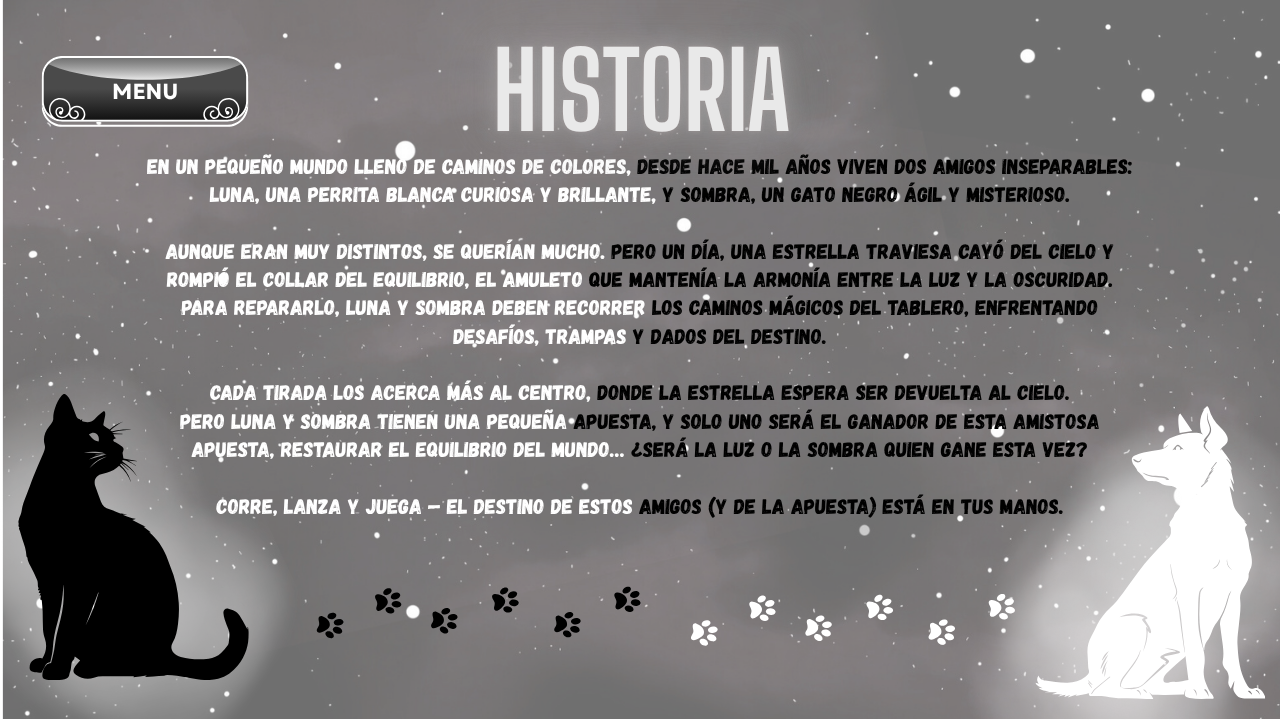 MENU
HISTORIA
EN UN PEQUEÑO MUNDO LLENO DE CAMINOS DE COLORES, DESDE HACE MIL AÑOS VIVEN DOS AMIGOS INSEPARABLES:
LUNA, UNA PERRITA BLANCA CURIOSA Y BRILLANTE, Y SOMBRA, UN GATO NEGRO ÁGIL Y MISTERIOSO.
AUNQUE ERAN MUY DISTINTOS, SE QUERÍAN MUCHO. PERO UN DÍA, UNA ESTRELLA TRAVIESA CAYÓ DEL CIELO Y
ROMPIÓ EL COLLAR DEL EQUILIBRIO, EL AMULETO QUE MANTENÍA LA ARMONÍA ENTRE LA LUZ Y LA OSCURIDAD.
PARA REPARARLO, LUNA Y SOMBRA DEBEN RECORRER LOS CAMINOS MÁGICOS DEL TABLERO, ENFRENTANDO
DESAFÍOS, TRAMPAS Y DADOS DEL DESTINO.
CADA TIRADA LOS ACERCA MÁS AL CENTRO, DONDE LA ESTRELLA ESPERA SER DEVUELTA AL CIELO.
PERO LUNA Y SOMBRA TIENEN UNA PEQUEÑA APUESTA, Y SOLO UNO SERÁ EL GANADOR DE ESTA AMISTOSA
APUESTA, RESTAURAR EL EQUILIBRIO DEL MUNDO... ¿SERÁ LA LUZ O LA SOMBRA QUIEN GANE ESTA VEZ?
CORRE, LANZA Y JUEGA — EL DESTINO DE ESTOS AMIGOS (Y DE LA APUESTA) ESTÁ EN TUS MANOS.